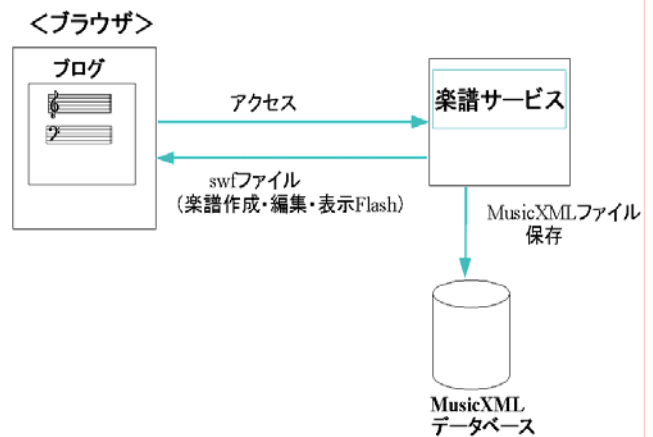 ＜ブラウザ＞
ブログ
アクセス
楽譜サービス
swfファイル
（楽譜作成・編集・表示Flash）
MusicXMLファイル
保存
MusicXML
データベース